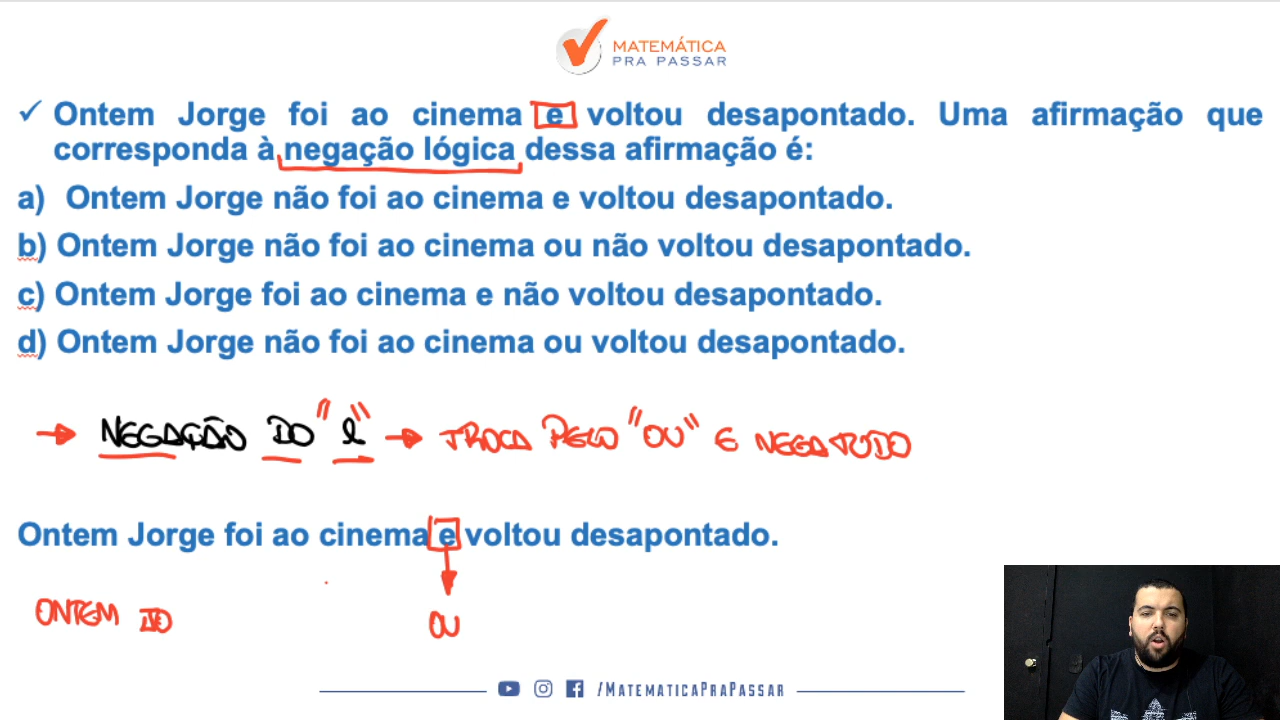 MATEMÁTICA
PRA PASSAR
✓ Ontem Jorge foi ao cinema e voltou desapontado. Uma afirmação que
corresponda à negação lógica dessa afirmação é:
a) Ontem Jorge não foi ao cinema e voltou desapontado.
b) Ontem Jorge não foi ao cinema ou não voltou desapontado.
c) Ontem Jorge foi ao cinema e não voltou desapontado.
d) Ontem Jorge não foi ao cinema ou voltou desapontado.
→ NEGAÇÃO DO "e" → TROCA PELO "OU" E NEGA TUDO
Ontem Jorge foi ao cinema e voltou desapontado.
ONTEM
OU
/MATEMATICAPRAPASSAR